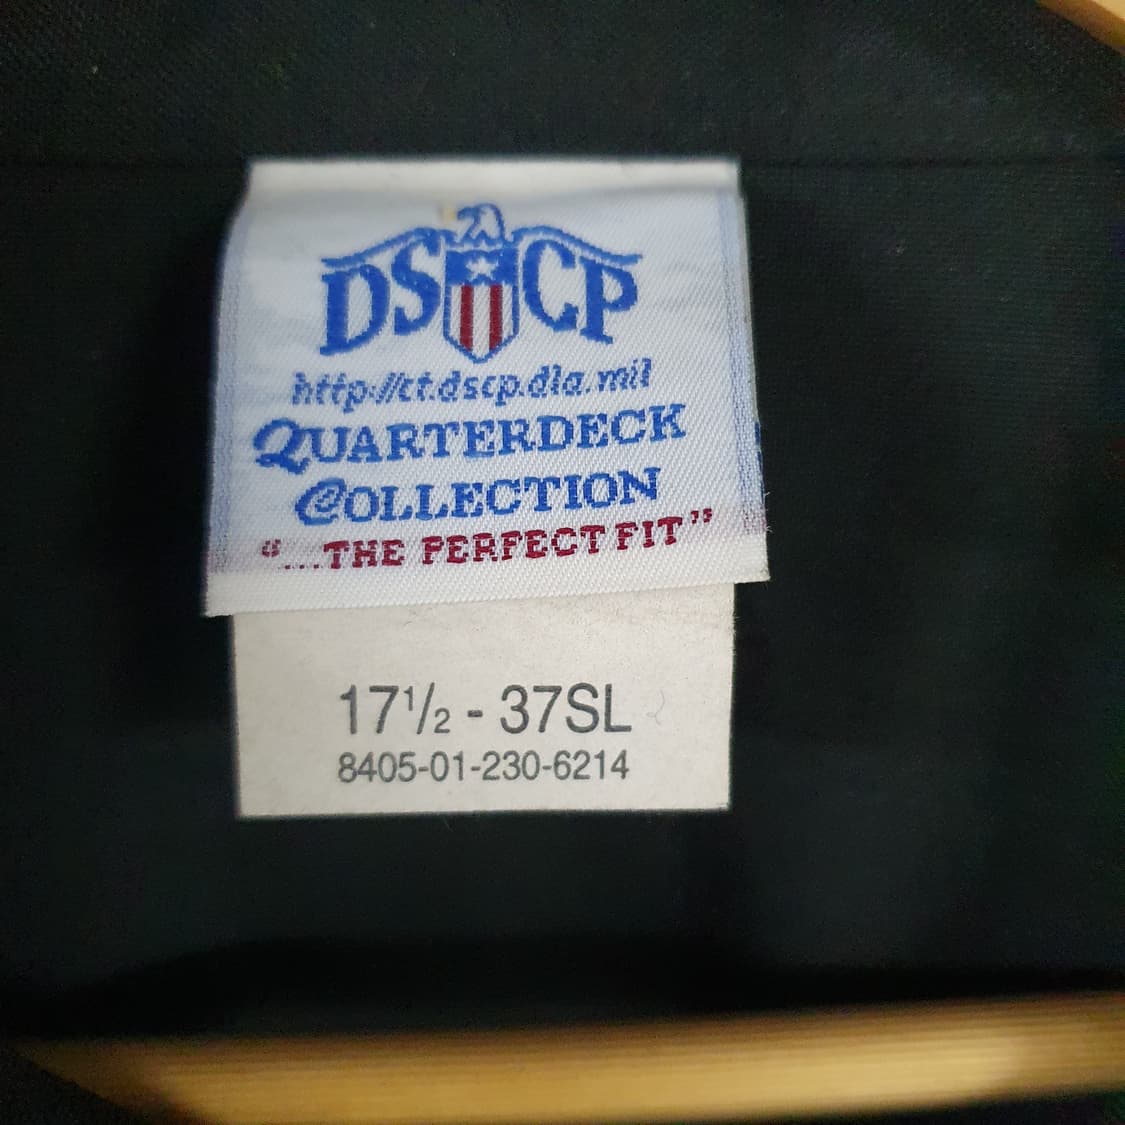 DSCP
http://ct.dscp.dla.mil
QUARTERDECK
COLLECTION
“...THE PERFECT FIT”
17½ - 37SL
8405-01-230-6214